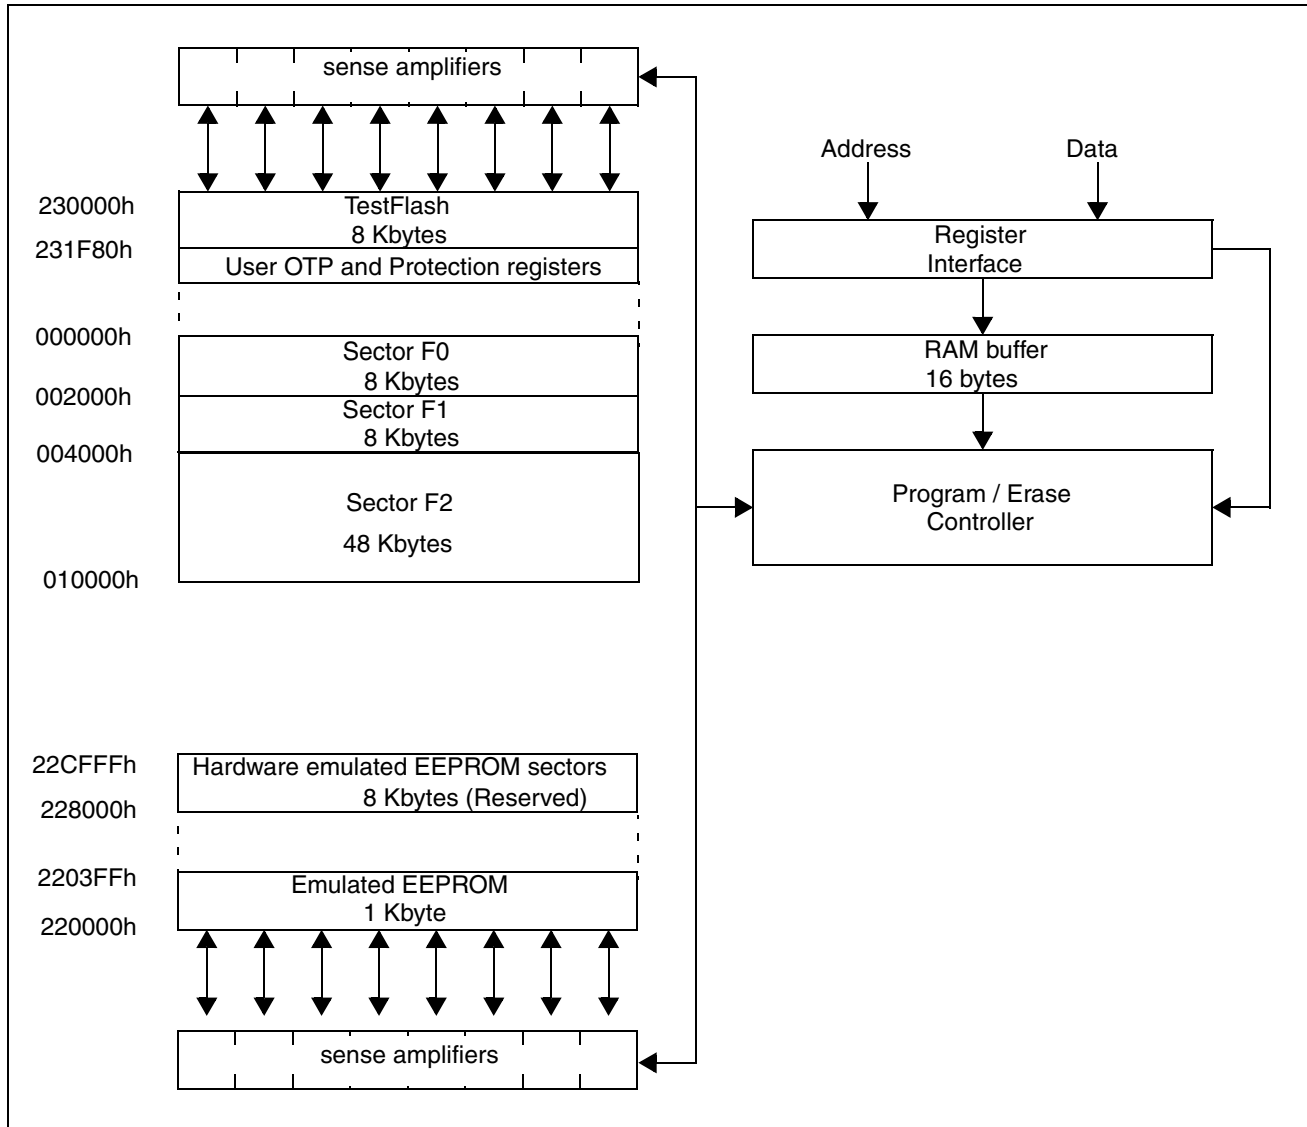 sense amplifiers
230000h
TestFlash
8 Kbytes
231F80h
User OTP and Protection registers
000000h
Sector F0
8 Kbytes
002000h
Sector F1
8 Kbytes
004000h
Sector F2
48 Kbytes
010000h
22CFFFh
Hardware emulated EEPROM sectors
8 Kbytes (Reserved)
228000h
2203FFh
Emulated EEPROM
1 Kbyte
220000h
sense amplifiers
Address
Data
Register
Interface
RAM buffer
16 bytes
Program / Erase
Controller